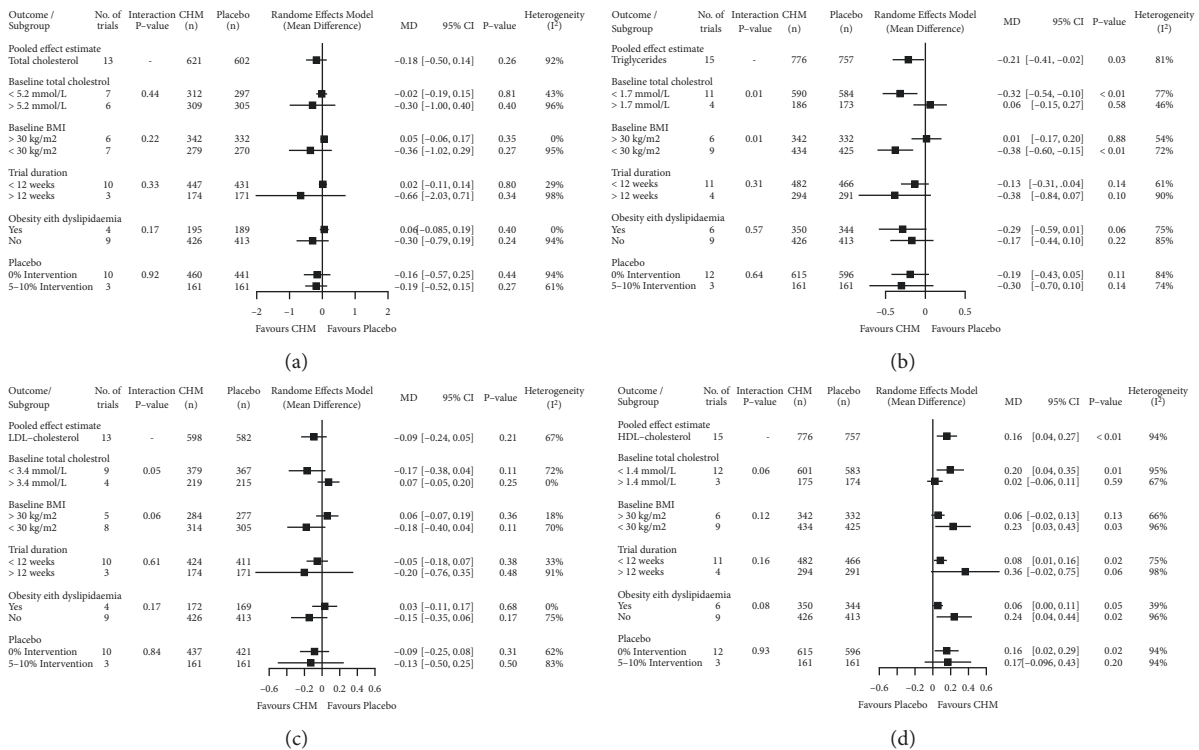 Outcome / No. of Interaction CHM Placebo Randome Effects Model MD 95% CI P–value Heterogeneity
Subgroup trials P–value (n) (n) (Mean Difference) (I²)
Pooled effect estimate
Total cholesterol 13 - 621 602 −0.18 [−0.50, 0.14] 0.26 92%
Baseline total cholestrol
< 5.2 mmol/L 7 0.44 312 297 −0.02 [−0.19, 0.15] 0.81 43%
> 5.2 mmol/L 6 309 305 −0.30 [−1.00, 0.40] 0.40 96%
Baseline BMI
> 30 kg/m2 6 0.22 342 332 0.05 [−0.06, 0.17] 0.35 0%
< 30 kg/m2 7 279 270 −0.36 [−1.02, 0.29] 0.27 95%
Trial duration
< 12 weeks 10 0.33 447 431 0.02 [−0.11, 0.14] 0.80 29%
> 12 weeks 3 174 171 −0.66 [−2.03, 0.71] 0.34 98%
Obesity eith dyslipidaemia
Yes 4 0.17 195 189 0.06[−0.085, 0.19] 0.40 0%
No 9 426 413 −0.30 [−0.79, 0.19] 0.24 94%
Placebo
0% Intervention 10 0.92 460 441 −0.16 [−0.57, 0.25] 0.44 94%
5–10% Intervention 3 161 161 −0.19 [−0.52, 0.15] 0.27 61%
−2 −1 0 1 2
Favours CHM Favours Placebo
(a)
Outcome / No. of Interaction CHM Placebo Randome Effects Model MD 95% CI P–value Heterogeneity
Subgroup trials P–value (n) (n) (Mean Difference) (I²)
Pooled effect estimate
Triglycerides 15 - 776 757 −0.21 [−0.41, −0.02] 0.03 81%
Baseline total cholestrol
< 1.7 mmol/L 11 0.01 590 584 −0.32 [−0.54, −0.10] < 0.01 77%
> 1.7 mmol/L 4 186 173 0.06 [−0.15, 0.27] 0.58 46%
Baseline BMI
> 30 kg/m2 6 0.01 342 332 0.01 [−0.17, 0.20] 0.88 54%
< 30 kg/m2 9 434 425 −0.38 [−0.60, −0.15] < 0.01 72%
Trial duration
< 12 weeks 11 0.31 482 466 −0.13 [−0.31, .0.04] 0.14 61%
> 12 weeks 4 294 291 −0.38 [−0.84, 0.07] 0.10 90%
Obesity eith dyslipidaemia
Yes 6 0.57 350 344 −0.29 [−0.59, 0.01] 0.06 75%
No 9 426 413 −0.17 [−0.44, 0.10] 0.22 85%
Placebo
0% Intervention 12 0.64 615 596 −0.19 [−0.43, 0.05] 0.11 84%
5–10% Intervention 3 161 161 −0.30 [−0.70, 0.10] 0.14 74%
−0.5 0 0.5
Favours CHM Favours Placebo
(b)
Outcome / No. of Interaction CHM Placebo Randome Effects Model MD 95% CI P–value Heterogeneity
Subgroup trials P–value (n) (n) (Mean Difference) (I²)
Pooled effect estimate
LDL–cholesterol 13 - 598 582 −0.09 [−0.24, 0.05] 0.21 67%
Baseline total cholestrol
< 3.4 mmol/L 9 0.05 379 367 −0.17 [−0.38, 0.04] 0.11 72%
> 3.4 mmol/L 4 219 215 0.07 [−0.05, 0.20] 0.25 0%
Baseline BMI
> 30 kg/m2 5 0.06 284 277 0.06 [−0.07, 0.19] 0.36 18%
< 30 kg/m2 8 314 305 −0.18 [−0.40, 0.04] 0.11 70%
Trial duration
< 12 weeks 10 0.61 424 411 −0.05 [−0.18, 0.07] 0.38 33%
> 12 weeks 3 174 171 −0.20 [−0.76, 0.35] 0.48 91%
Obesity eith dyslipidaemia
Yes 4 0.17 172 169 0.03 [−0.11, 0.17] 0.68 0%
No 9 426 413 −0.15 [−0.35, 0.06] 0.17 75%
Placebo
0% Intervention 10 0.84 437 421 −0.09 [−0.25, 0.08] 0.31 62%
5–10% Intervention 3 161 161 −0.13 [−0.50, 0.25] 0.50 83%
−0.6 −0.4 −0.2 0 0.2 0.4 0.6
Favours CHM Favours Placebo
(c)
Outcome / No. of Interaction CHM Placebo Randome Effects Model MD 95% CI P–value Heterogeneity
Subgroup trials P–value (n) (n) (Mean Difference) (I²)
Pooled effect estimate
HDL–cholesterol 15 - 776 757 0.16 [0.04, 0.27] < 0.01 94%
Baseline total cholestrol
< 1.4 mmol/L 12 0.06 601 583 0.20 [0.04, 0.35] 0.01 95%
> 1.4 mmol/L 3 175 174 0.02 [−0.06, 0.11] 0.59 67%
Baseline BMI
> 30 kg/m2 6 0.12 342 332 0.06 [−0.02, 0.13] 0.13 66%
< 30 kg/m2 9 434 425 0.23 [0.03, 0.43] 0.03 96%
Trial duration
< 12 weeks 11 0.16 482 466 0.08 [0.01, 0.16] 0.02 75%
> 12 weeks 4 294 291 0.36 [−0.02, 0.75] 0.06 98%
Obesity eith dyslipidaemia
Yes 6 0.08 350 344 0.06 [0.00, 0.11] 0.05 39%
No 9 426 413 0.24 [0.04, 0.44] 0.02 96%
Placebo
0% Intervention 12 0.93 615 596 0.16 [0.02, 0.29] 0.02 94%
5–10% Intervention 3 161 161 0.17[−0.096, 0.43] 0.20 94%
−0.6 −0.4 −0.2 0 0.2 0.4 0.6
Favours Placebo Favours CHM
(d)